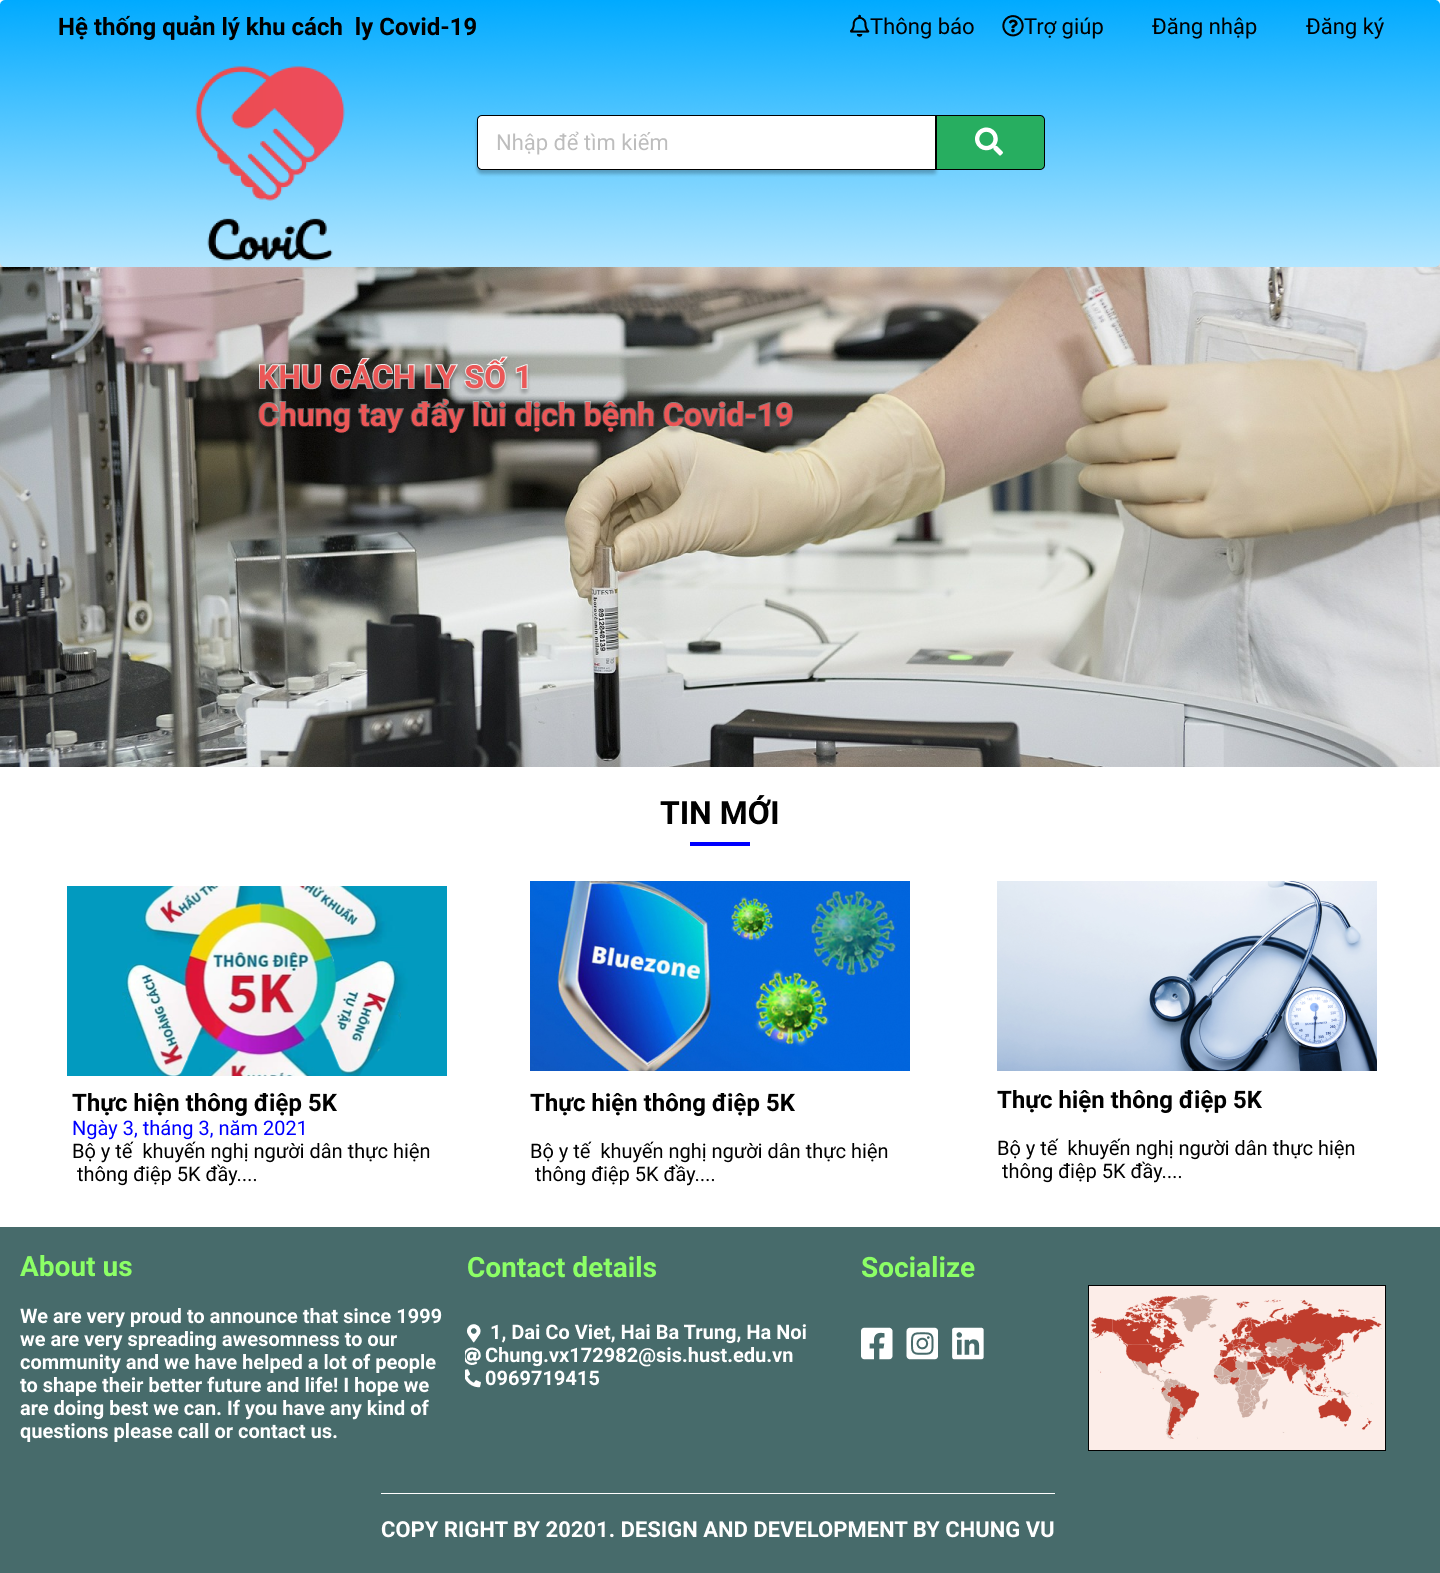 Hệ thống quản lý khu cách  ly Covid-19
Thông báo
Trợ giúp
Đăng nhập
Đăng ký
CoviC
Nhập để tìm kiếm
KHU CÁCH LY SỐ 1
Chung tay đẩy lùi dịch bệnh Covid-19
TIN MỚI
KHỬ KHUẨN
THÔNG ĐIỆP
5K
KHOẢNG CÁCH
KHÔNG
TỤ TẬP
Bluezone
Thực hiện thông điệp 5K
Ngày 3, tháng 3, năm 2021
Bộ y tế  khuyến nghị người dân thực hiện
thông điệp 5K đầy....
Thực hiện thông điệp 5K
Bộ y tế  khuyến nghị người dân thực hiện
thông điệp 5K đầy....
Thực hiện thông điệp 5K
Bộ y tế  khuyến nghị người dân thực hiện
thông điệp 5K đầy....
About us
We are very proud to announce that since 1999
we are very spreading awesomness to our
community and we have helped a lot of people
to shape their better future and life! I hope we
are doing best we can. If you have any kind of
questions please call or contact us.
Contact details
1, Dai Co Viet, Hai Ba Trung, Ha Noi
@ Chung.vx172982@sis.hust.edu.vn
0969719415
Socialize
COPY RIGHT BY 20201. DESIGN AND DEVELOPMENT BY CHUNG VU